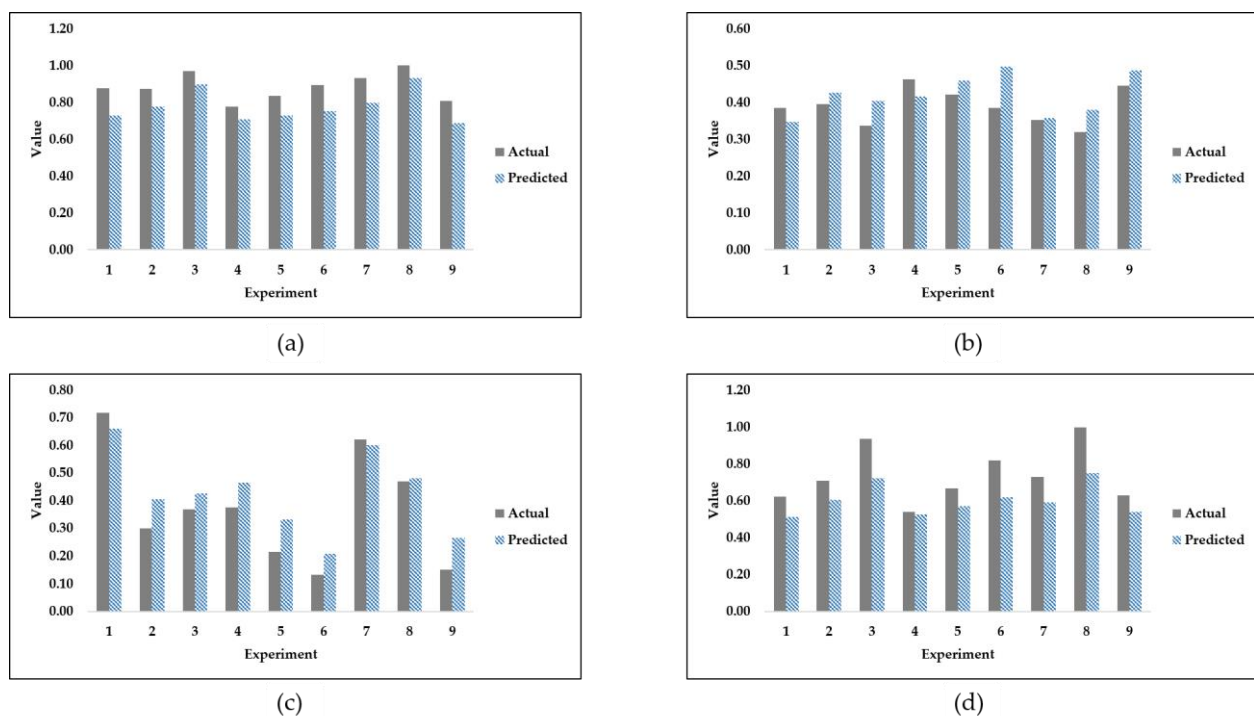 1.20
1.00
0.80
0.60
0.40
0.20
0.00
Value
1 2 3 4 5 6 7 8 9
Experiment
Actual
Predicted
(a)
0.60
0.50
0.40
0.30
0.20
0.10
0.00
Value
1 2 3 4 5 6 7 8 9
Experiment
Actual
Predicted
(b)
0.80
0.70
0.60
0.50
0.40
0.30
0.20
0.10
0.00
Value
1 2 3 4 5 6 7 8 9
Experiment
Actual
Predicted
(c)
1.20
1.00
0.80
0.60
0.40
0.20
0.00
Value
1 2 3 4 5 6 7 8 9
Experiment
Actual
Predicted
(d)